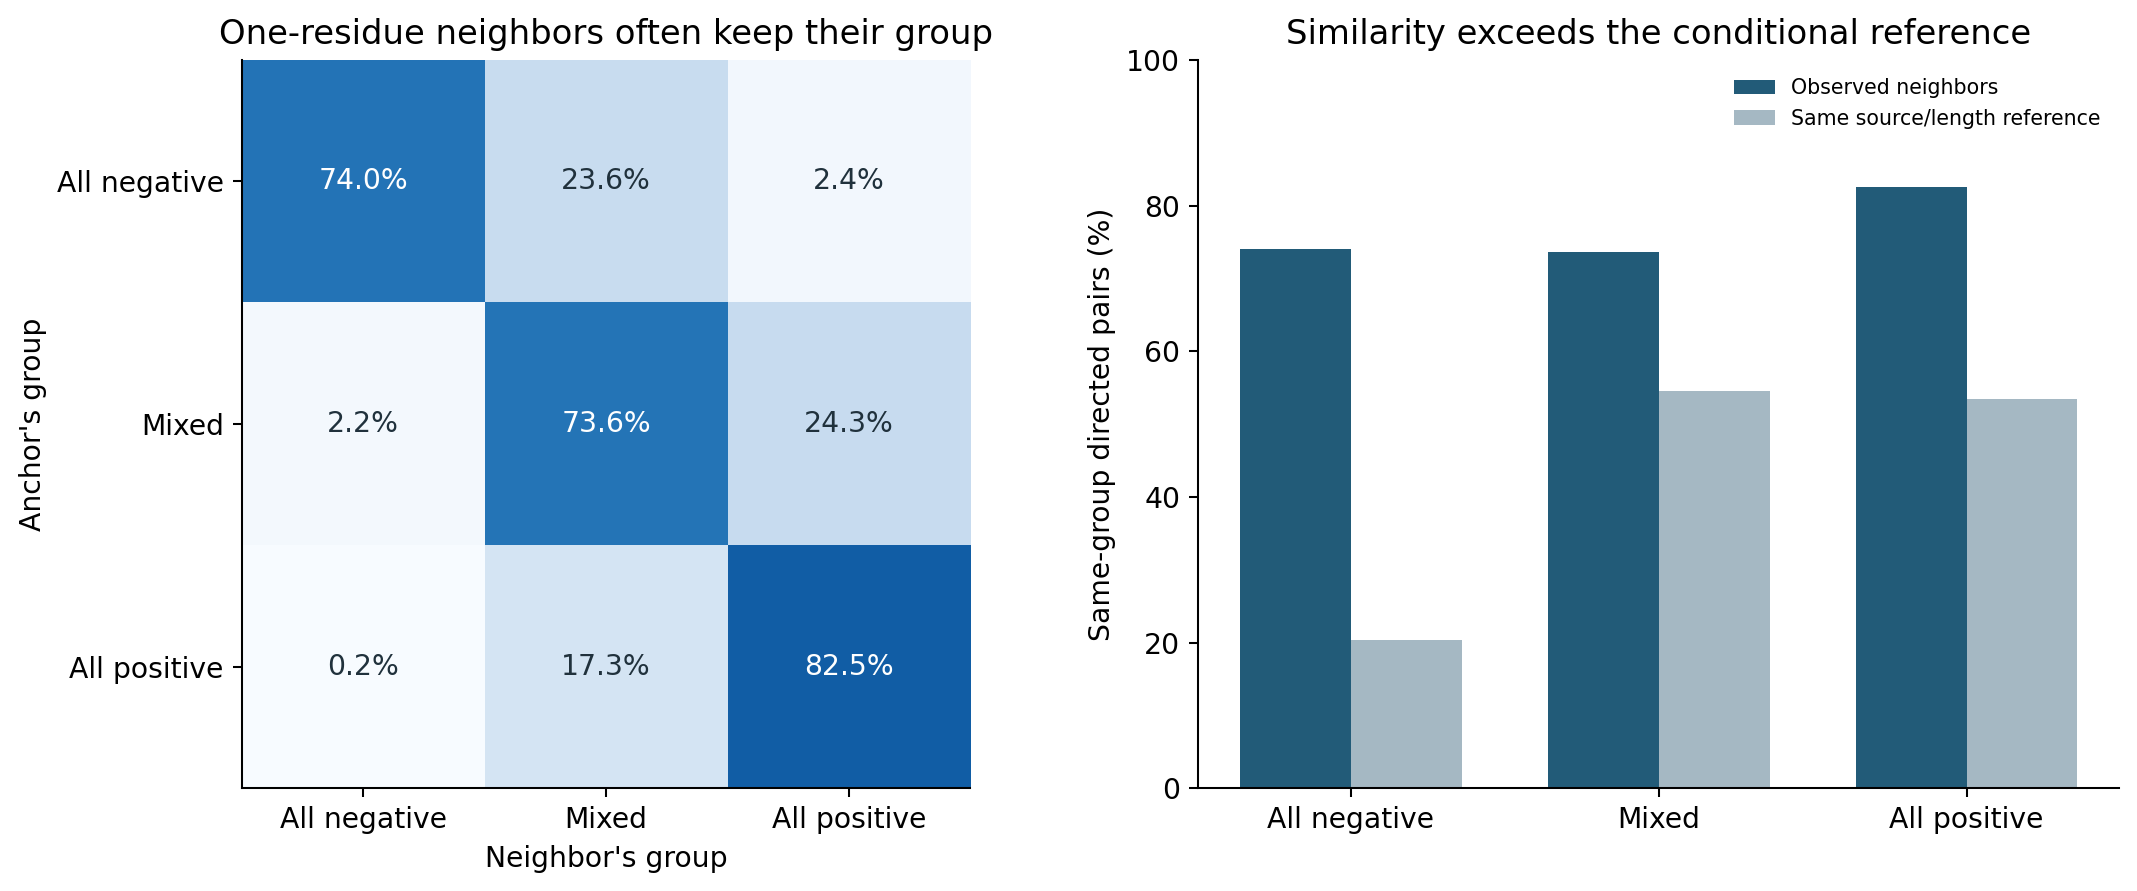 One-residue neighbors often keep their group
Anchor's group
All negative
74.0%
23.6%
2.4%
Mixed
2.2%
73.6%
24.3%
All positive
0.2%
17.3%
82.5%
All negative
Mixed
All positive
Neighbor's group
Similarity exceeds the conditional reference
Observed neighbors
Same source/length reference
Same-group directed pairs (%)
100
80
60
40
20
0
All negative
Mixed
All positive